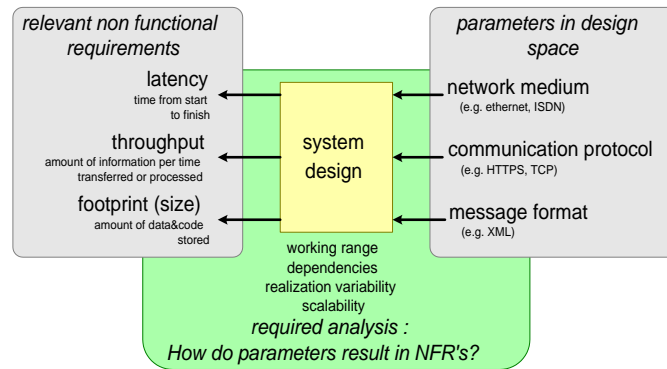 relevant non functional
requirements
latency
time from start
to finish
throughput
amount of information per time
transferred or processed
footprint (size)
amount of data&code
stored
system
design
parameters in design
space
network medium
(e.g. ethernet, ISDN)
communication protocol
(e.g. HTTPS, TCP)
message format
(e.g. XML)
working range
dependencies
realization variability
scalability
required analysis :
How do parameters result in NFR's?